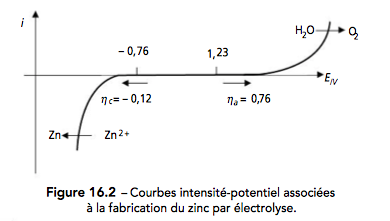 i
H₂O → O₂
- 0,76
1,23
E/V
ηc= - 0,12
ηa = 0,76
Zn ← Zn²⁺
Figure 16.2 – Courbes intensité-potentiel associées
à la fabrication du zinc par électrolyse.